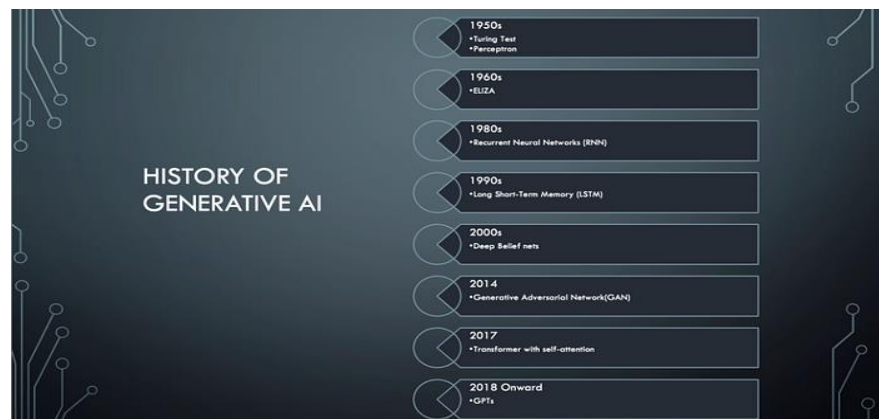 HISTORY OF
GENERATIVE AI
1950s
•Turing Test
•Perceptron
1960s
•ELIZA
1980s
•Recurrent Neural Networks (RNN)
1990s
•Long Short-Term Memory (LSTM)
2000s
•Deep Belief nets
2014
•Generative Adversarial Network(GAN)
2017
•Transformer with self-attention
2018 Onward
•GPTs